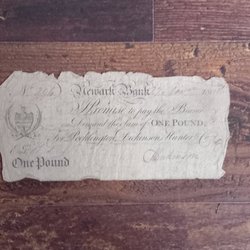 Newark Bank
I Promise to pay the Bearer
Demand the sum of ONE POUND
For Pocklington, Dickinson, Hunter & Co
One Pound